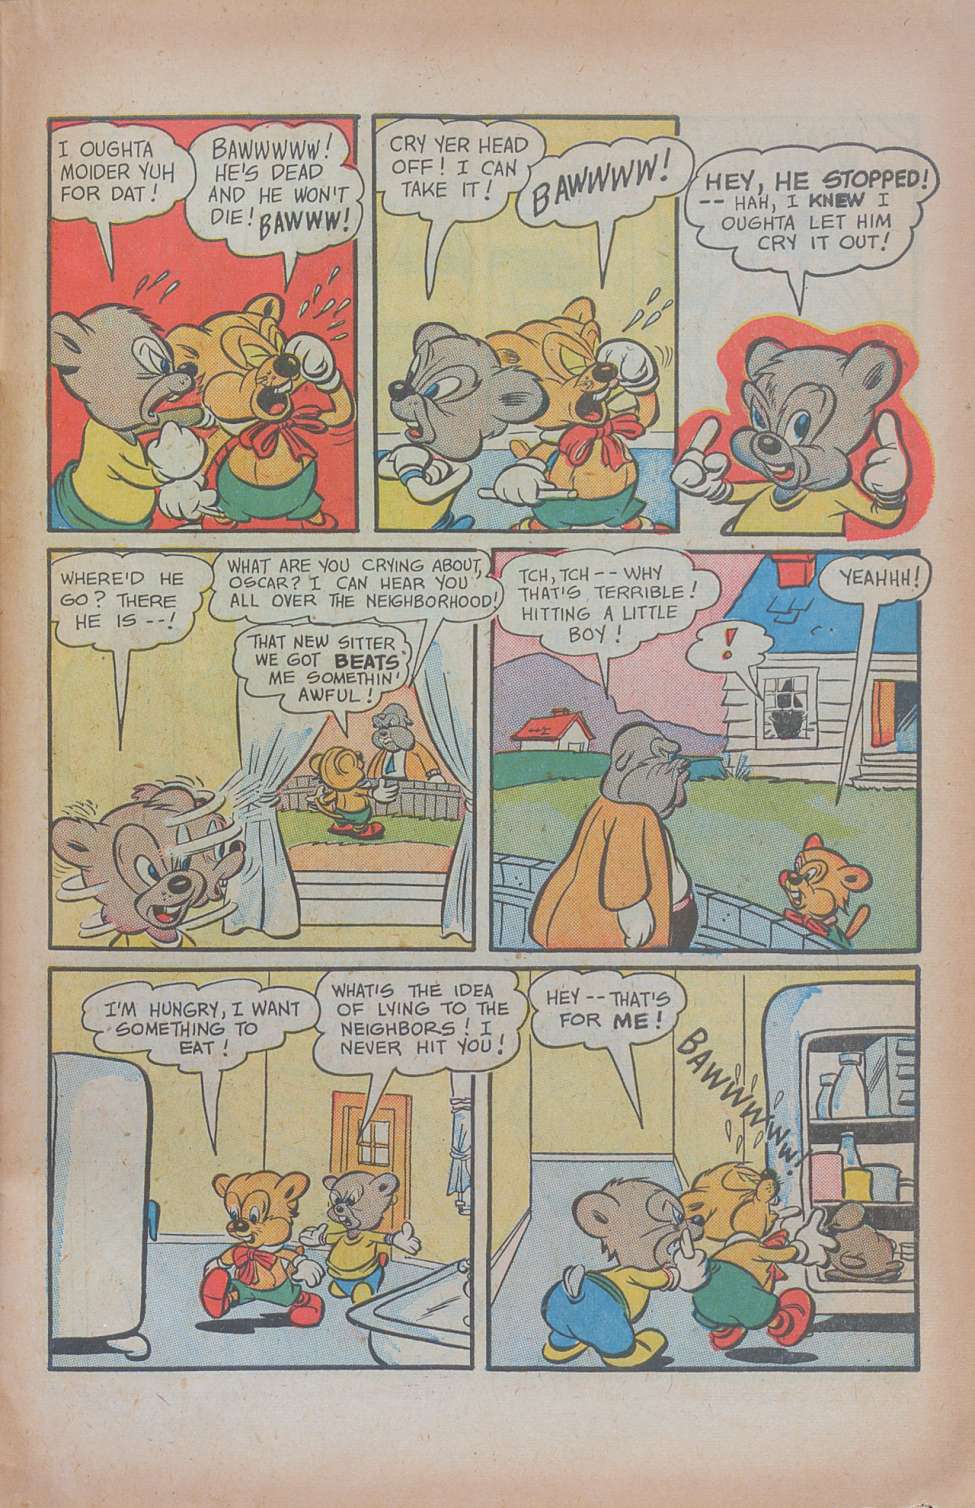 I OUGHTA
MOIDER YUH
FOR DAT!
BAWWWWW!
HE'S DEAD
AND HE WON'T
DIE! BAWWW!
CRY YER HEAD
OFF! I CAN
TAKE IT!
BAWWWWW!
HEY, HE STOPPED!
-- HAH, I KNEW I
OUGHTA LET HIM
CRY IT OUT!
WHERE'D HE
GO? THERE
HE IS --!
WHAT ARE YOU CRYING ABOUT,
OSCAR? I CAN HEAR YOU
ALL OVER THE NEIGHBORHOOD!
THAT NEW SITTER
WE GOT BEATS
ME SOMETHIN'
AWFUL!
TCH, TCH -- WHY
THAT'S TERRIBLE!
HITTING A LITTLE
BOY!
!
YEAHHH!
I'M HUNGRY, I WANT
SOMETHING TO
EAT!
WHAT'S THE IDEA
OF LYING TO THE
NEIGHBORS! I
NEVER HIT YOU!
HEY -- THAT'S
FOR ME!
BAWWWWWW!